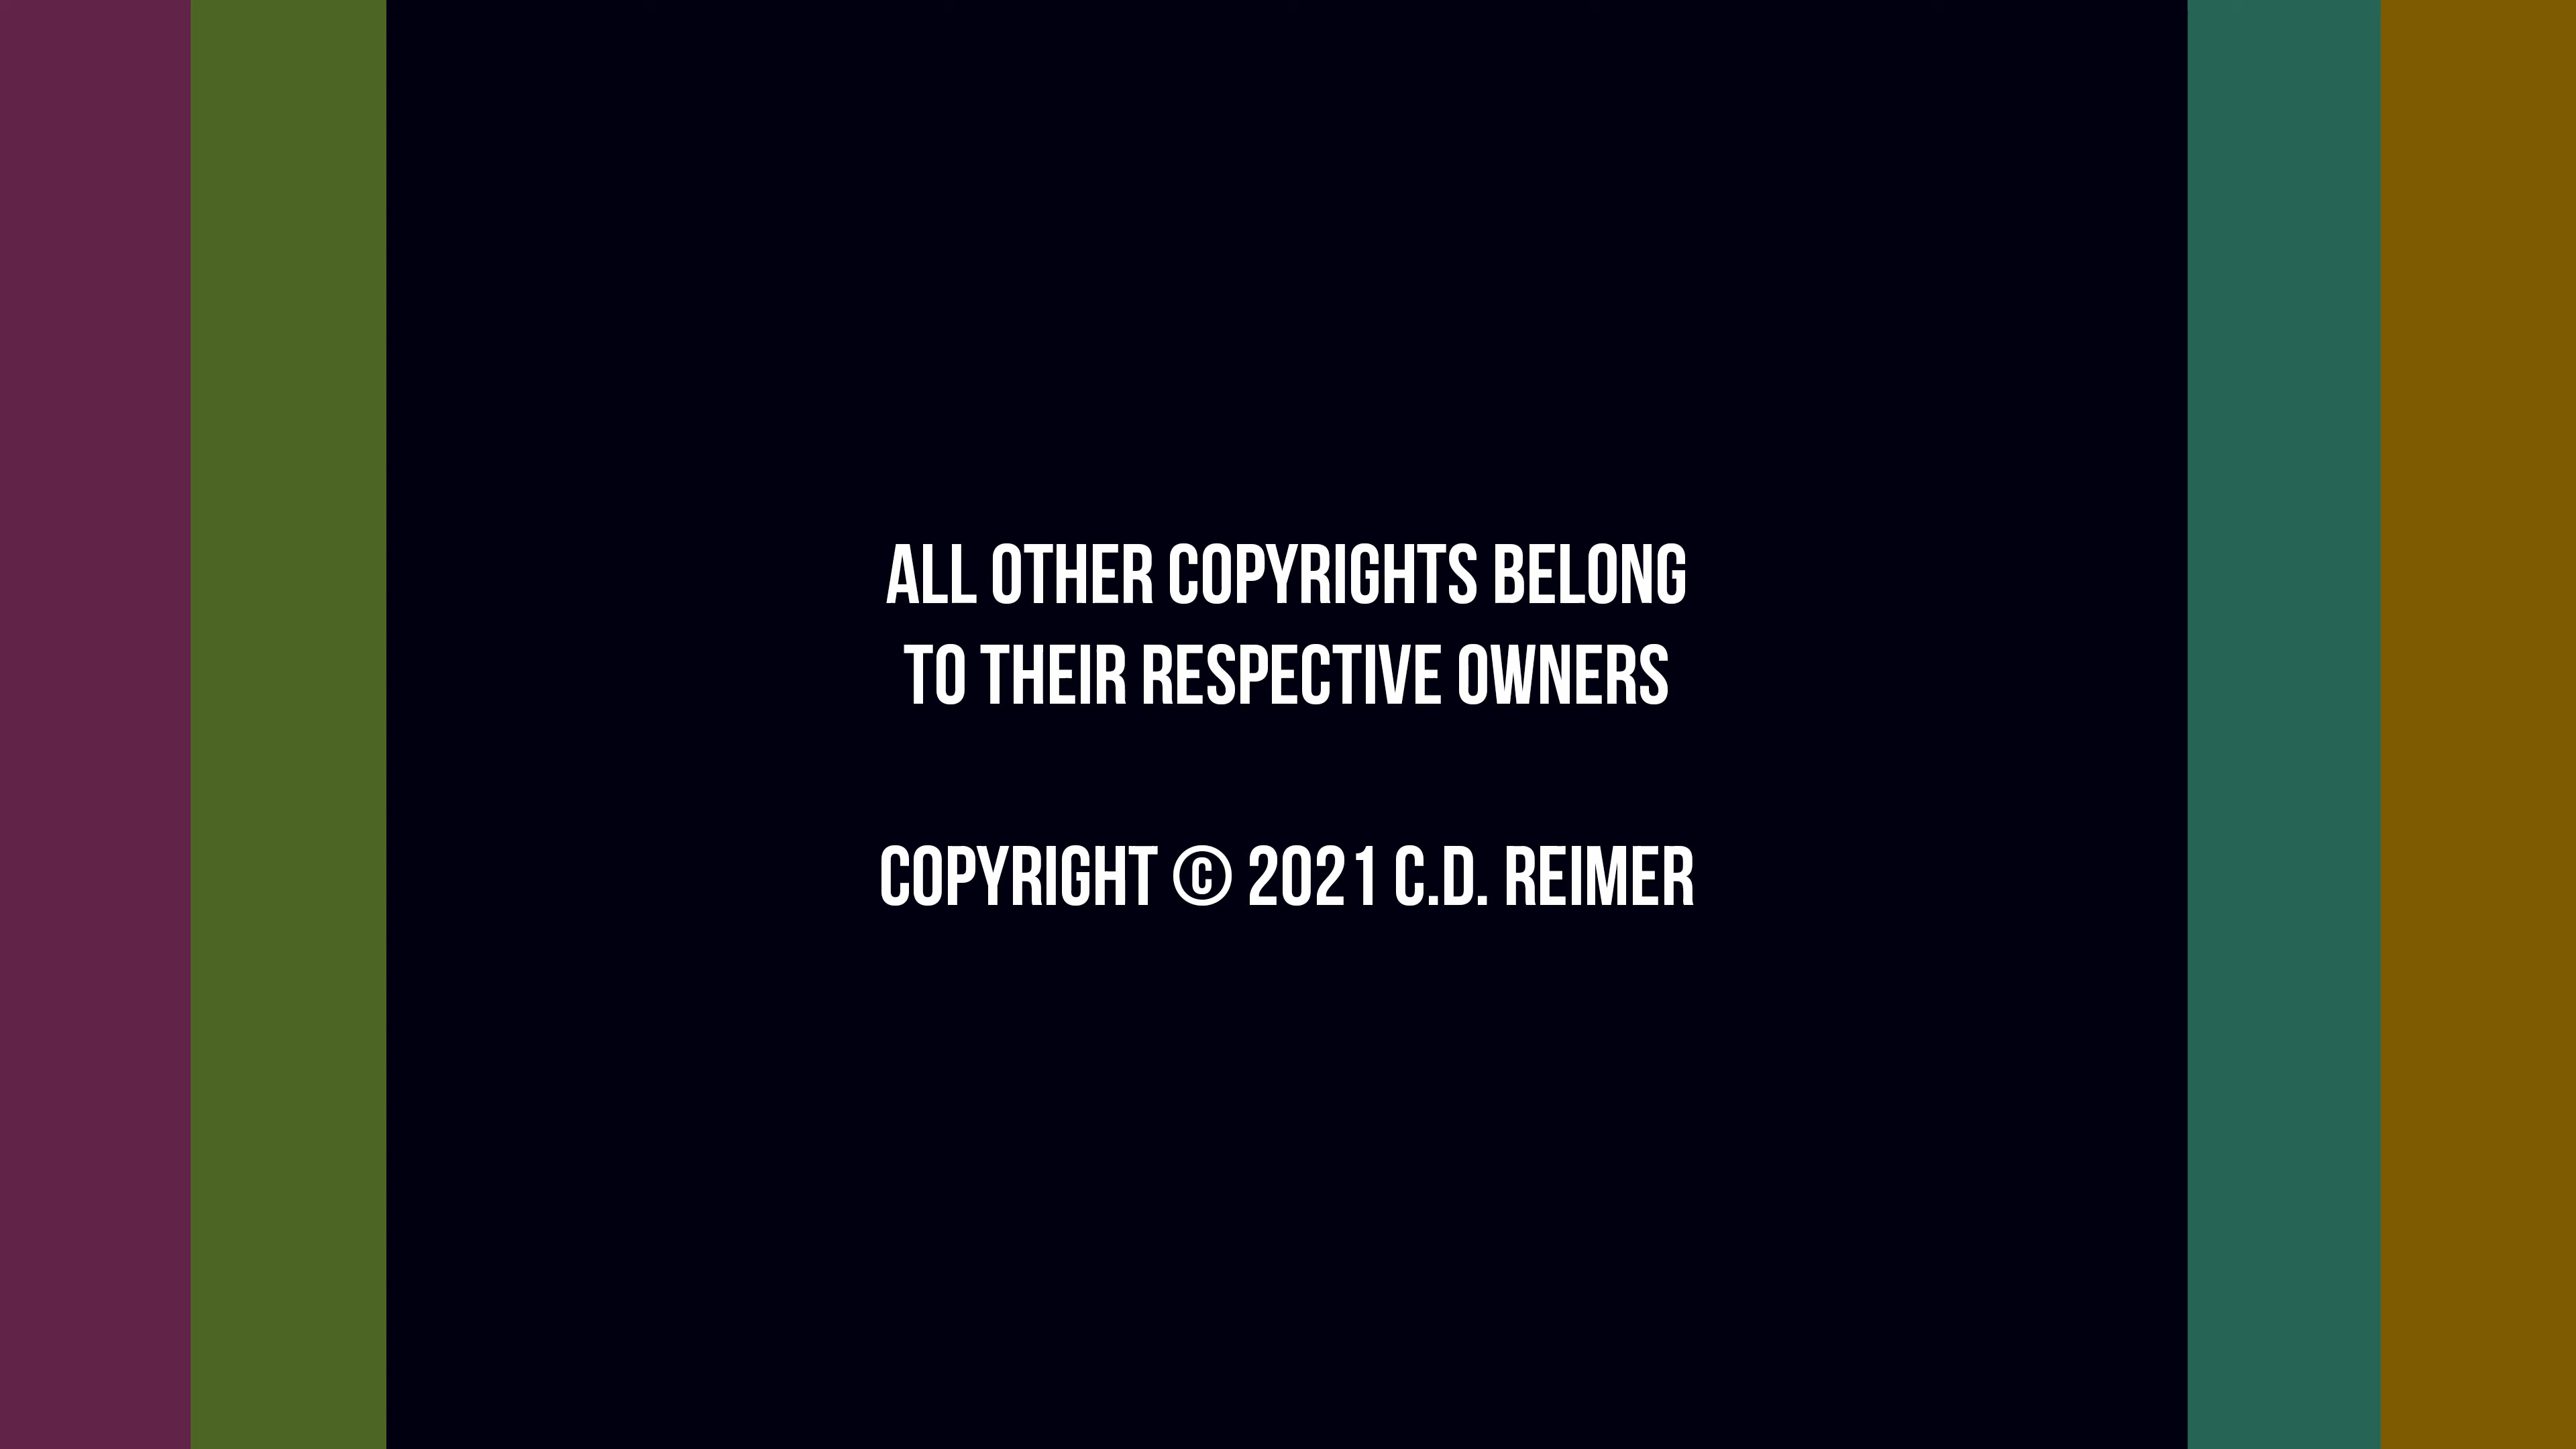 ALL OTHER COPYRIGHTS BELONG
TO THEIR RESPECTIVE OWNERS
COPYRIGHT © 2021 C.D. REIMER